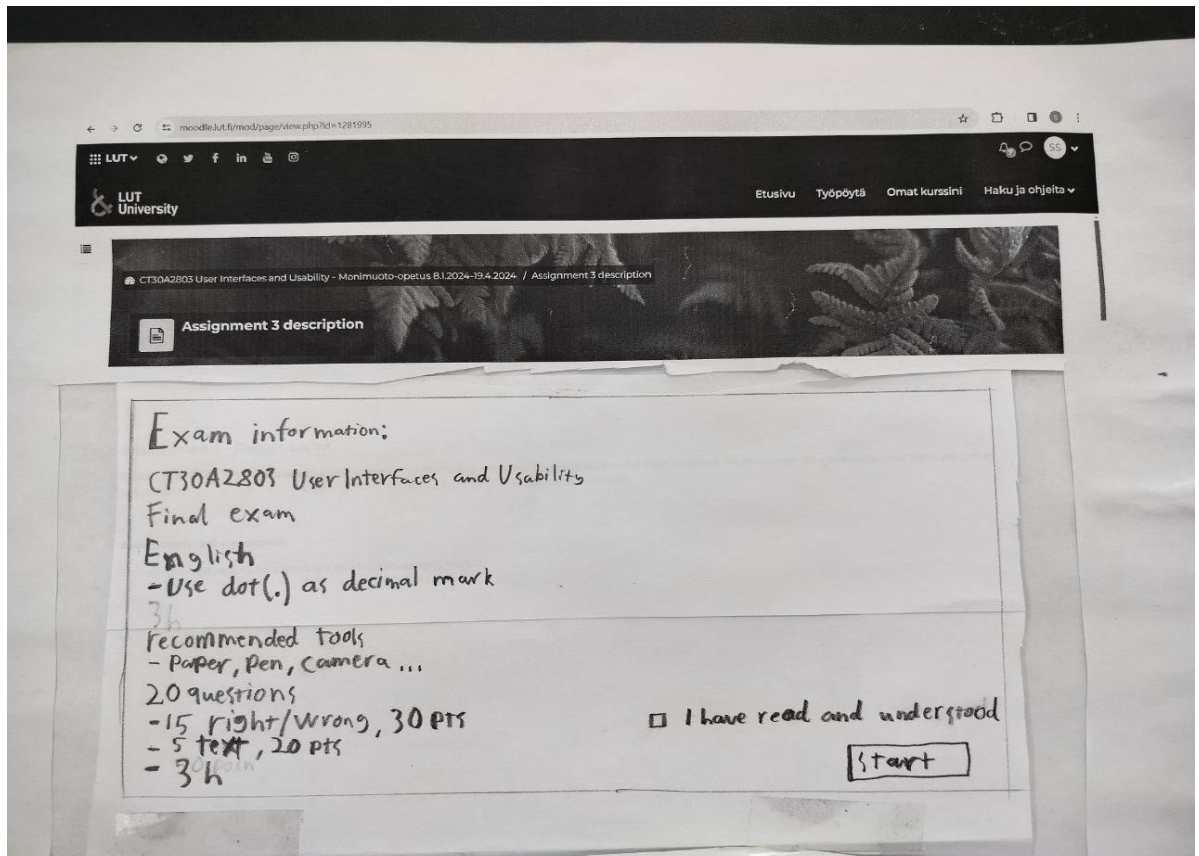 moodle.lut.fi/mod/page/view.php?id=1281995
LUT
SS
LUT
University
Etusivu Työpöytä Omat kurssini Haku ja ohjeita
CT30A2803 User Interfaces and Usability - Monimuoto-opetus 8.1.2024-19.4.2024 / Assignment 3 description
Assignment 3 description
Exam information:
CT30A2803 User Interfaces and Usability
Final exam
English
- Use dot(.) as decimal mark
3h
recommended tools
- Paper, Pen, Camera ...
20 questions
- 15 right/wrong, 30 pts
- 5 text, 20 pts
- 3 h
I have read and understood
Start